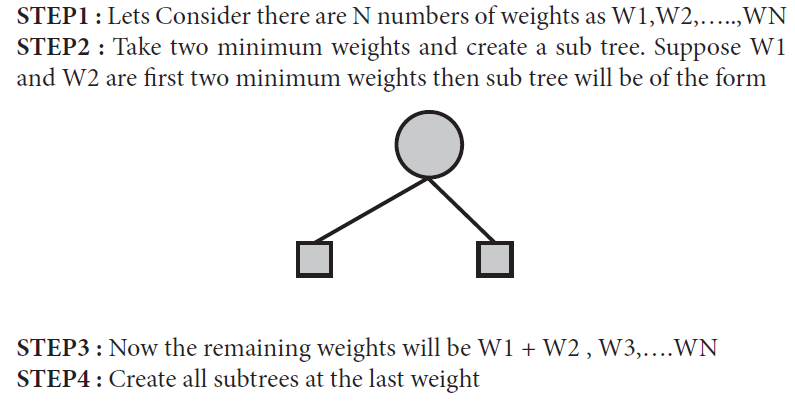 STEP1 : Lets Consider there are N numbers of weights as W1,W2,…..,WN
STEP2 : Take two minimum weights and create a sub tree. Suppose W1
and W2 are first two minimum weights then sub tree will be of the form
STEP3 : Now the remaining weights will be W1 + W2 , W3,….WN
STEP4 : Create all subtrees at the last weight